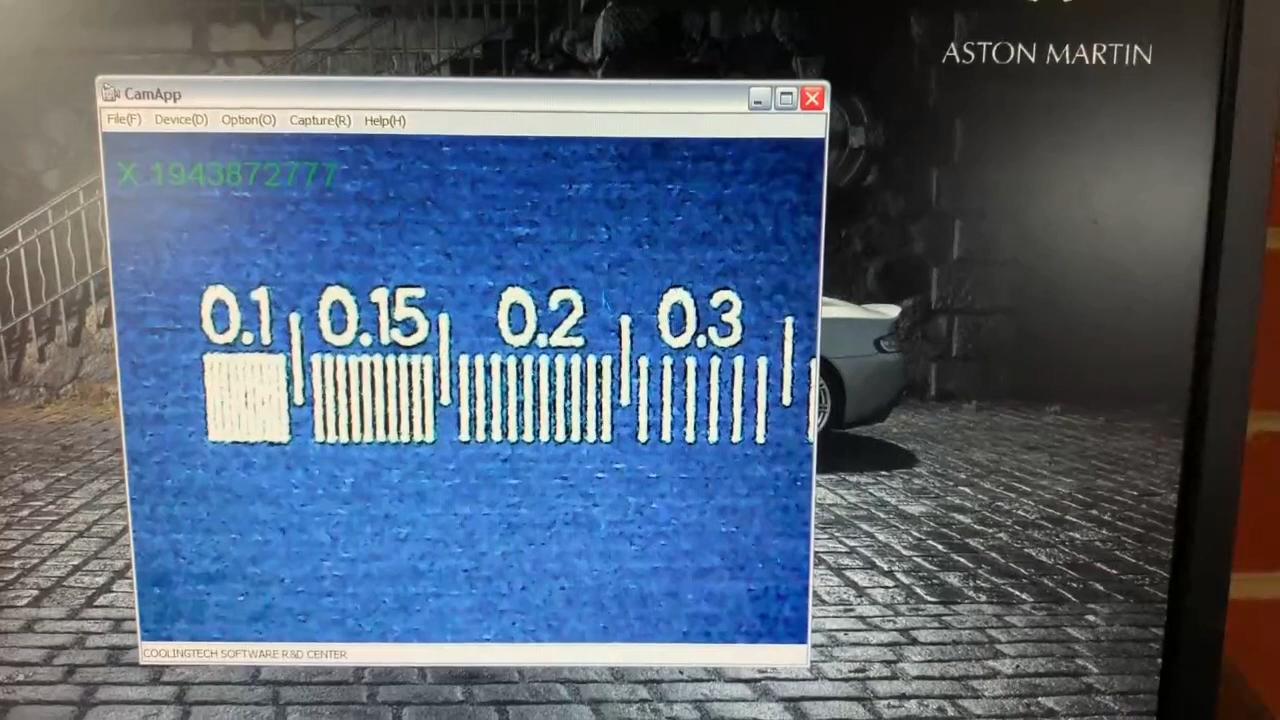 ASTON MARTIN
CamApp
File(F) Device(D) Option(O) Capture(R) Help(H)
X 1943872777
0.1 0.15 0.2 0.3
COOLINGTECH SOFTWARE R&D CENTER